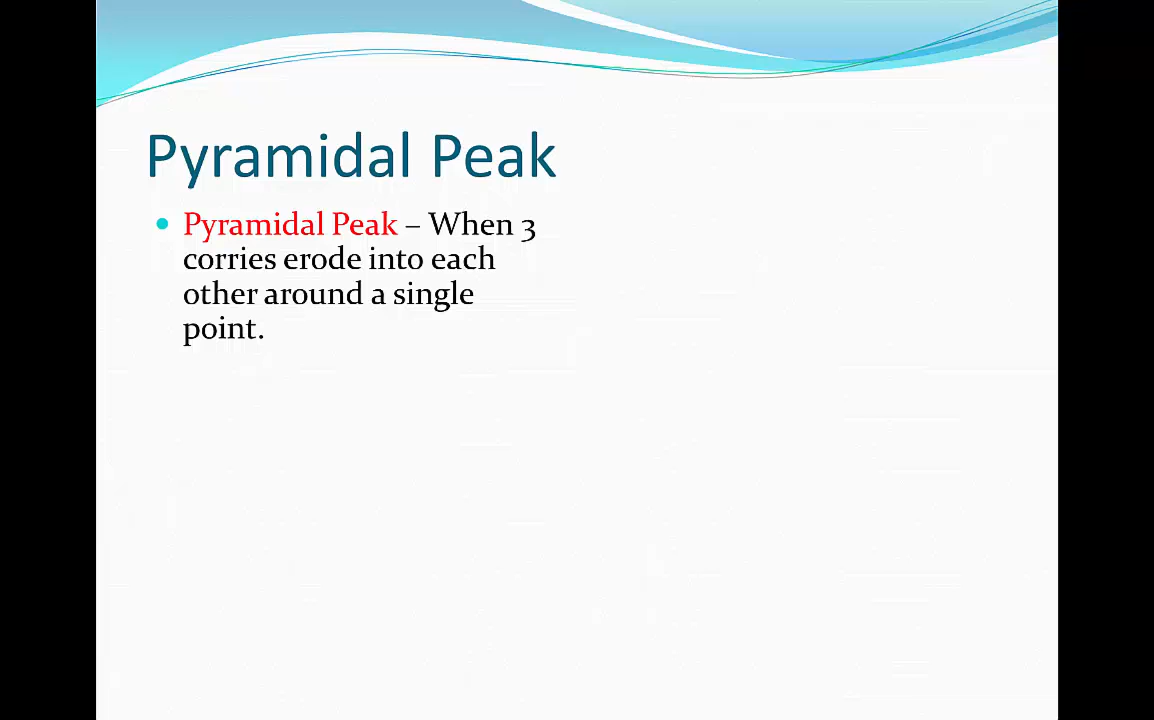 Pyramidal Peak
Pyramidal Peak – When 3
corries erode into each
other around a single
point.